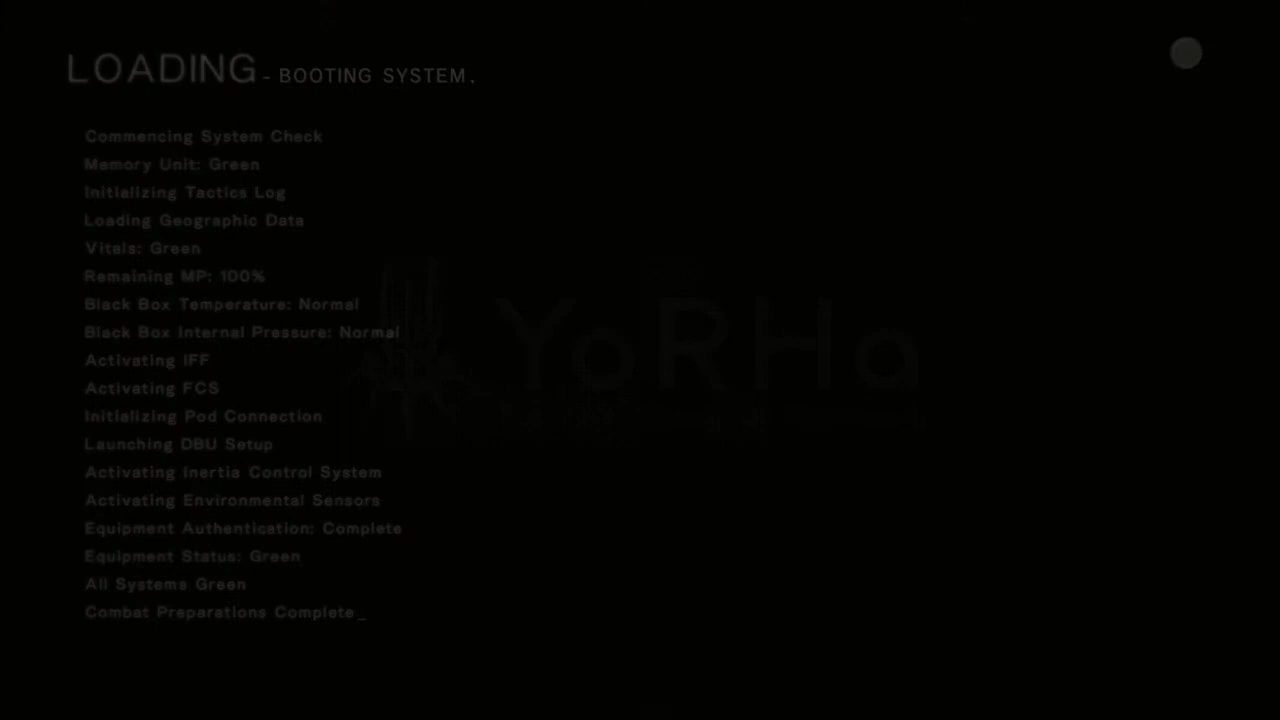 LOADING - BOOTING SYSTEM.
Commencing System Check
Memory Unit: Green
Initializing Tactics Log
Loading Geographic Data
Vitals: Green
Remaining MP: 100%
Black Box Temperature: Normal
Black Box Internal Pressure: Normal
Activating IFF
Activating FCS
Initializing Pod Connection
Launching DBU Setup
Activating Inertia Control System
Activating Environmental Sensors
Equipment Authentication: Complete
Equipment Status: Green
All Systems Green
Combat Preparations Complete_
YoRHa